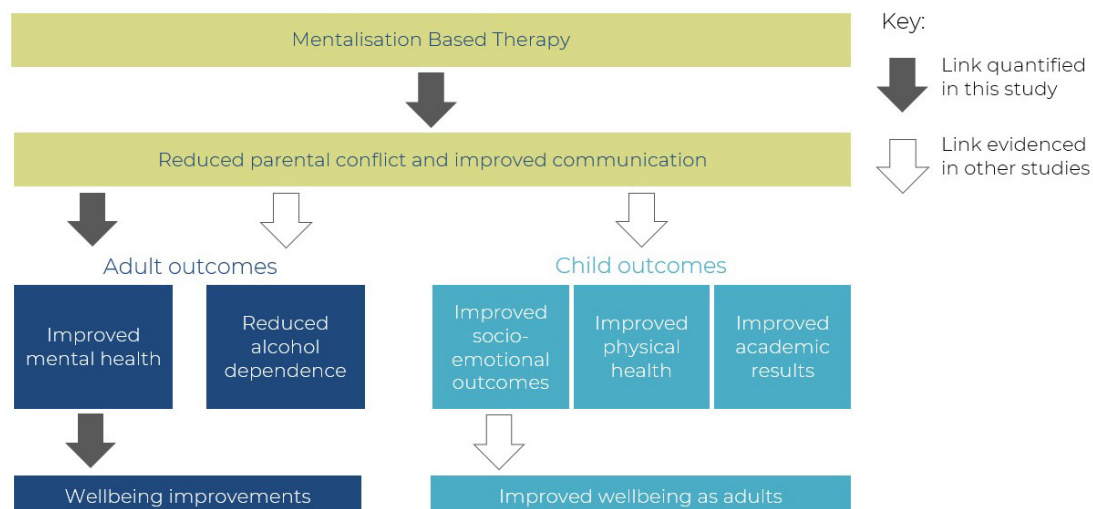 Mentalisation Based Therapy
Key:
Link quantified
in this study
Reduced parental conflict and improved communication
Link evidenced
in other studies
Adult outcomes
Child outcomes
Improved
mental health
Reduced
alcohol
dependence
Improved
socio-
emotional
outcomes
Improved
physical
health
Improved
academic
results
Wellbeing improvements
Improved wellbeing as adults